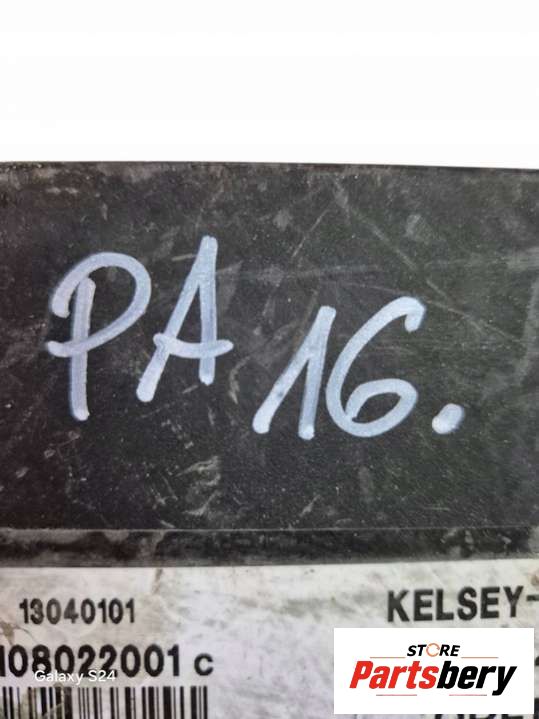 PA 16.
13040101
KELSEY-
108022001 c
Galaxy S24
STORE
Partsbery